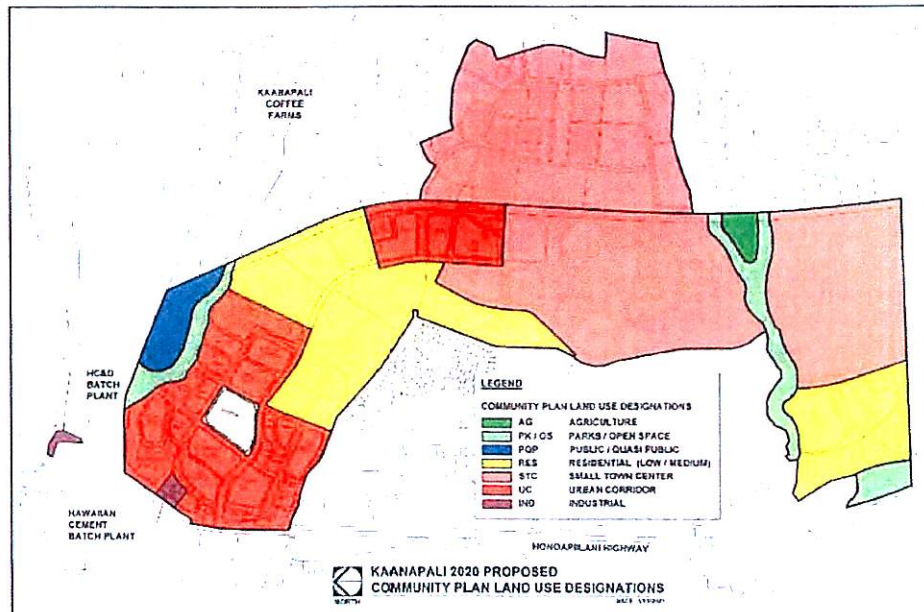 KAANAPALI
COFFEE
FARMS
HC&D
BATCH
PLANT
HAWAIIAN
CEMENT
BATCH PLANT
LEGEND
COMMUNITY PLAN LAND USE DESIGNATIONS
AG AGRICULTURE
PK / OS PARKS / OPEN SPACE
PQP PUBLIC / QUASI PUBLIC
RES RESIDENTIAL (LOW / MEDIUM)
STC SMALL TOWN CENTER
UC URBAN CORRIDOR
IND INDUSTRIAL
HONOAPIILANI HIGHWAY
NORTH
KAANAPALI 2020 PROPOSED
COMMUNITY PLAN LAND USE DESIGNATIONS